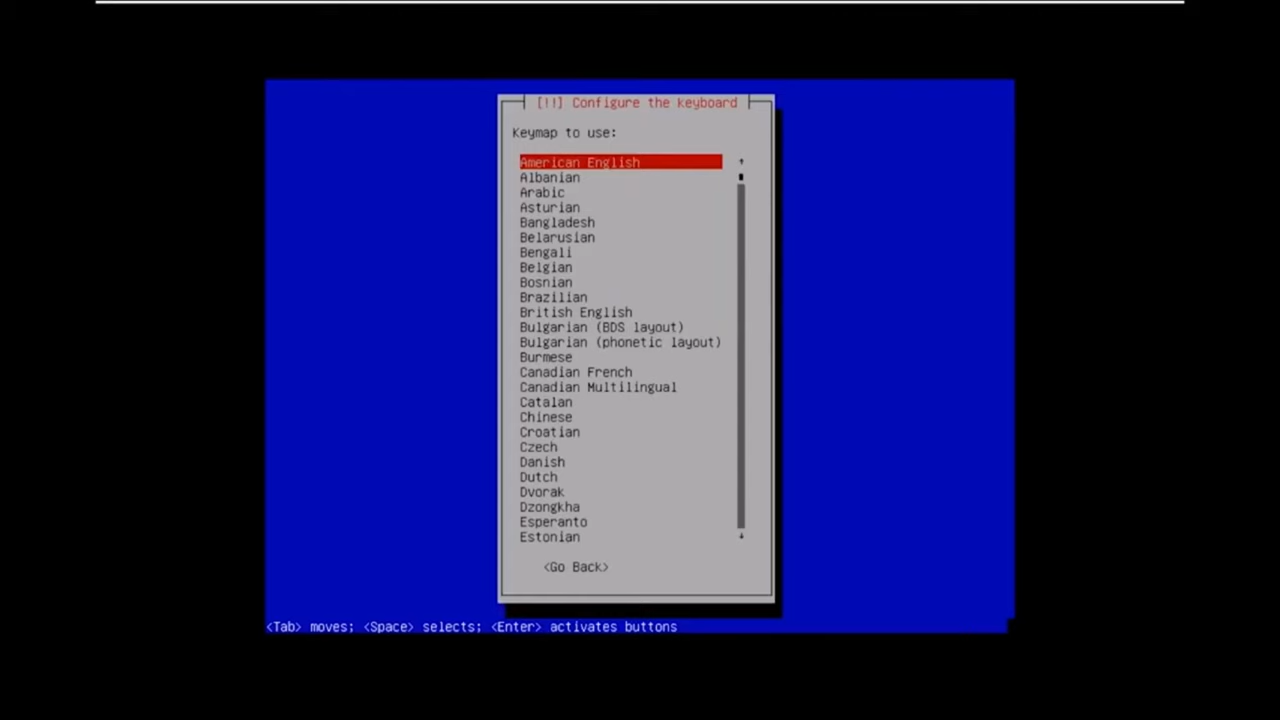 [!!] Configure the keyboard
Keymap to use:
American English
Albanian
Arabic
Asturian
Bangladesh
Belarusian
Bengali
Belgian
Bosnian
Brazilian
British English
Bulgarian (BDS layout)
Bulgarian (phonetic layout)
Burmese
Canadian French
Canadian Multilingual
Catalan
Chinese
Croatian
Czech
Danish
Dutch
Dvorak
Dzongkha
Esperanto
Estonian
<Go Back>
<Tab> moves; <Space> selects; <Enter> activates buttons